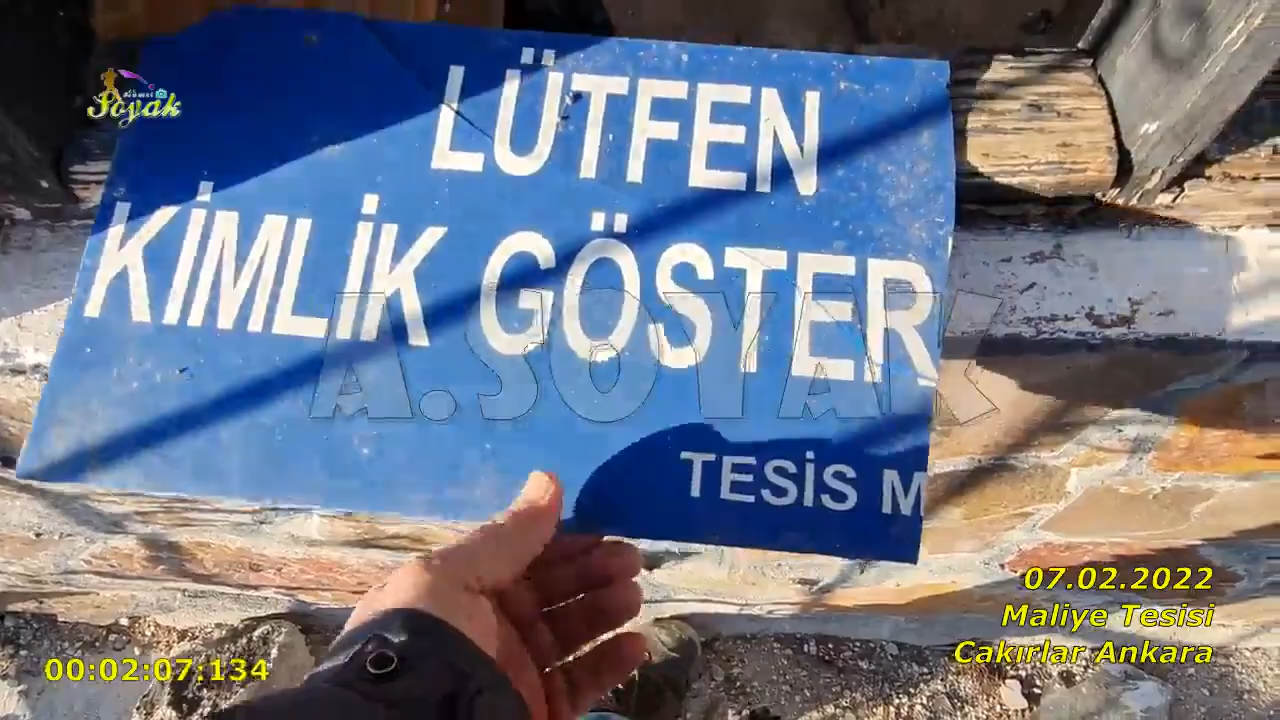 Soyak
LÜTFEN
KİMLİK GÖSTER
A.SOYAK
TESİS M
07.02.2022
Maliye Tesisi
Cakırlar Ankara
00:02:07:134